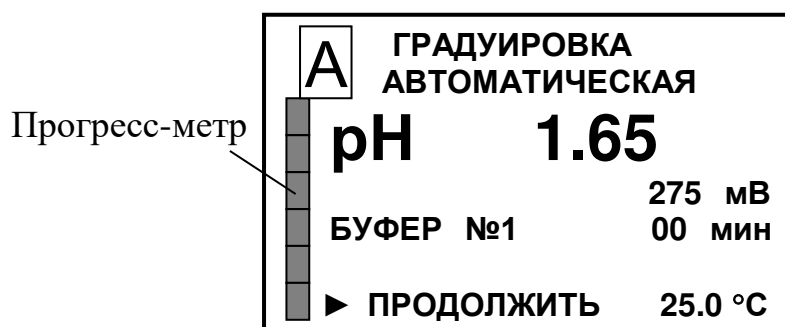 А ГРАДУИРОВКА
АВТОМАТИЧЕСКАЯ
Прогресс-метр
pH 1.65
275 мВ
БУФЕР №1 00 мин
► ПРОДОЛЖИТЬ 25.0 °C